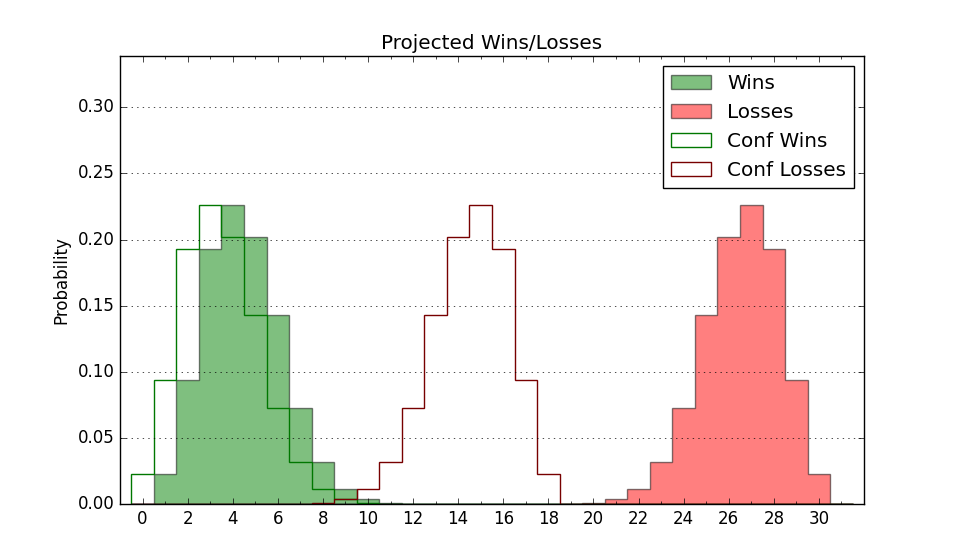 Projected Wins/Losses
Wins
Losses
Conf Wins
Conf Losses
Probability
0.30
0.25
0.20
0.15
0.10
0.05
0.00
0 2 4 6 8 10 12 14 16 18 20 22 24 26 28 30